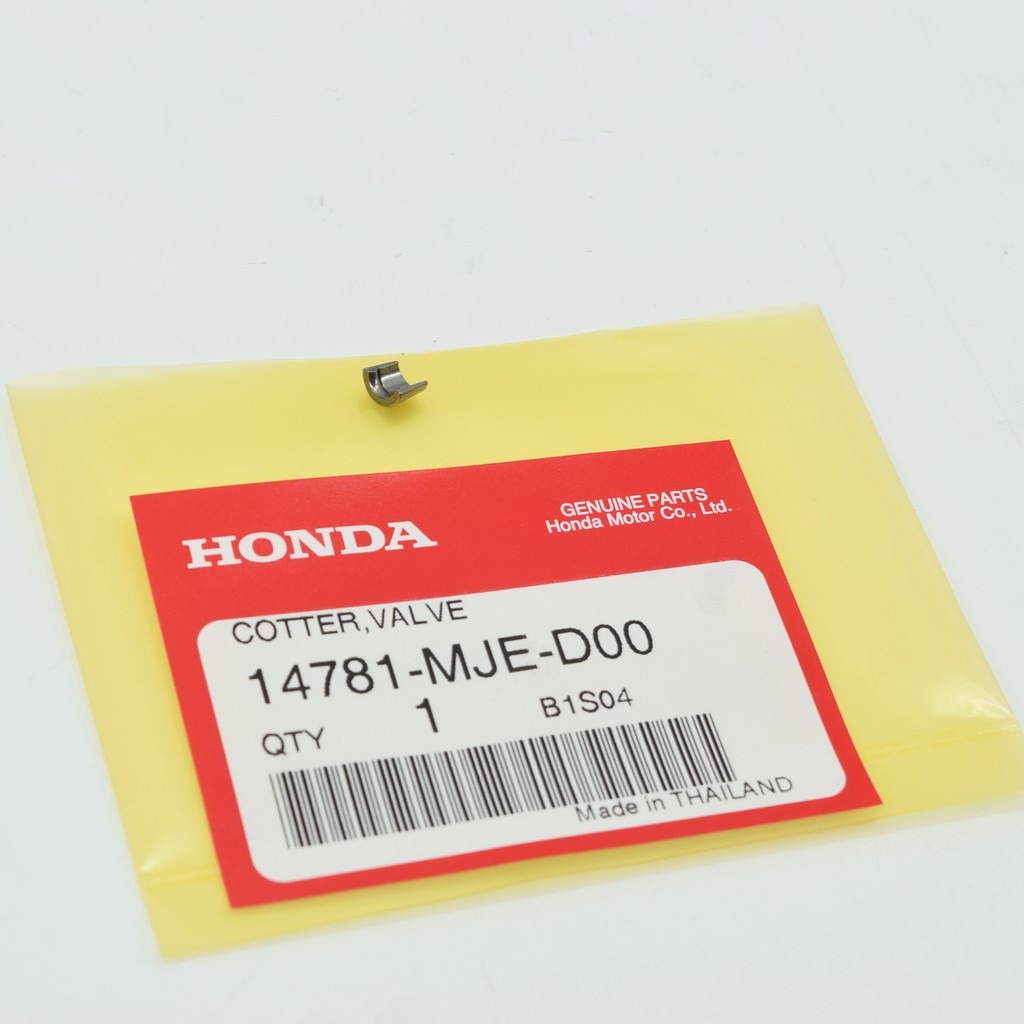 HONDA
GENUINE PARTS
Honda Motor Co., Ltd.
COTTER,VALVE
14781-MJE-D00
QTY 1 B1S04
Made in THAILAND